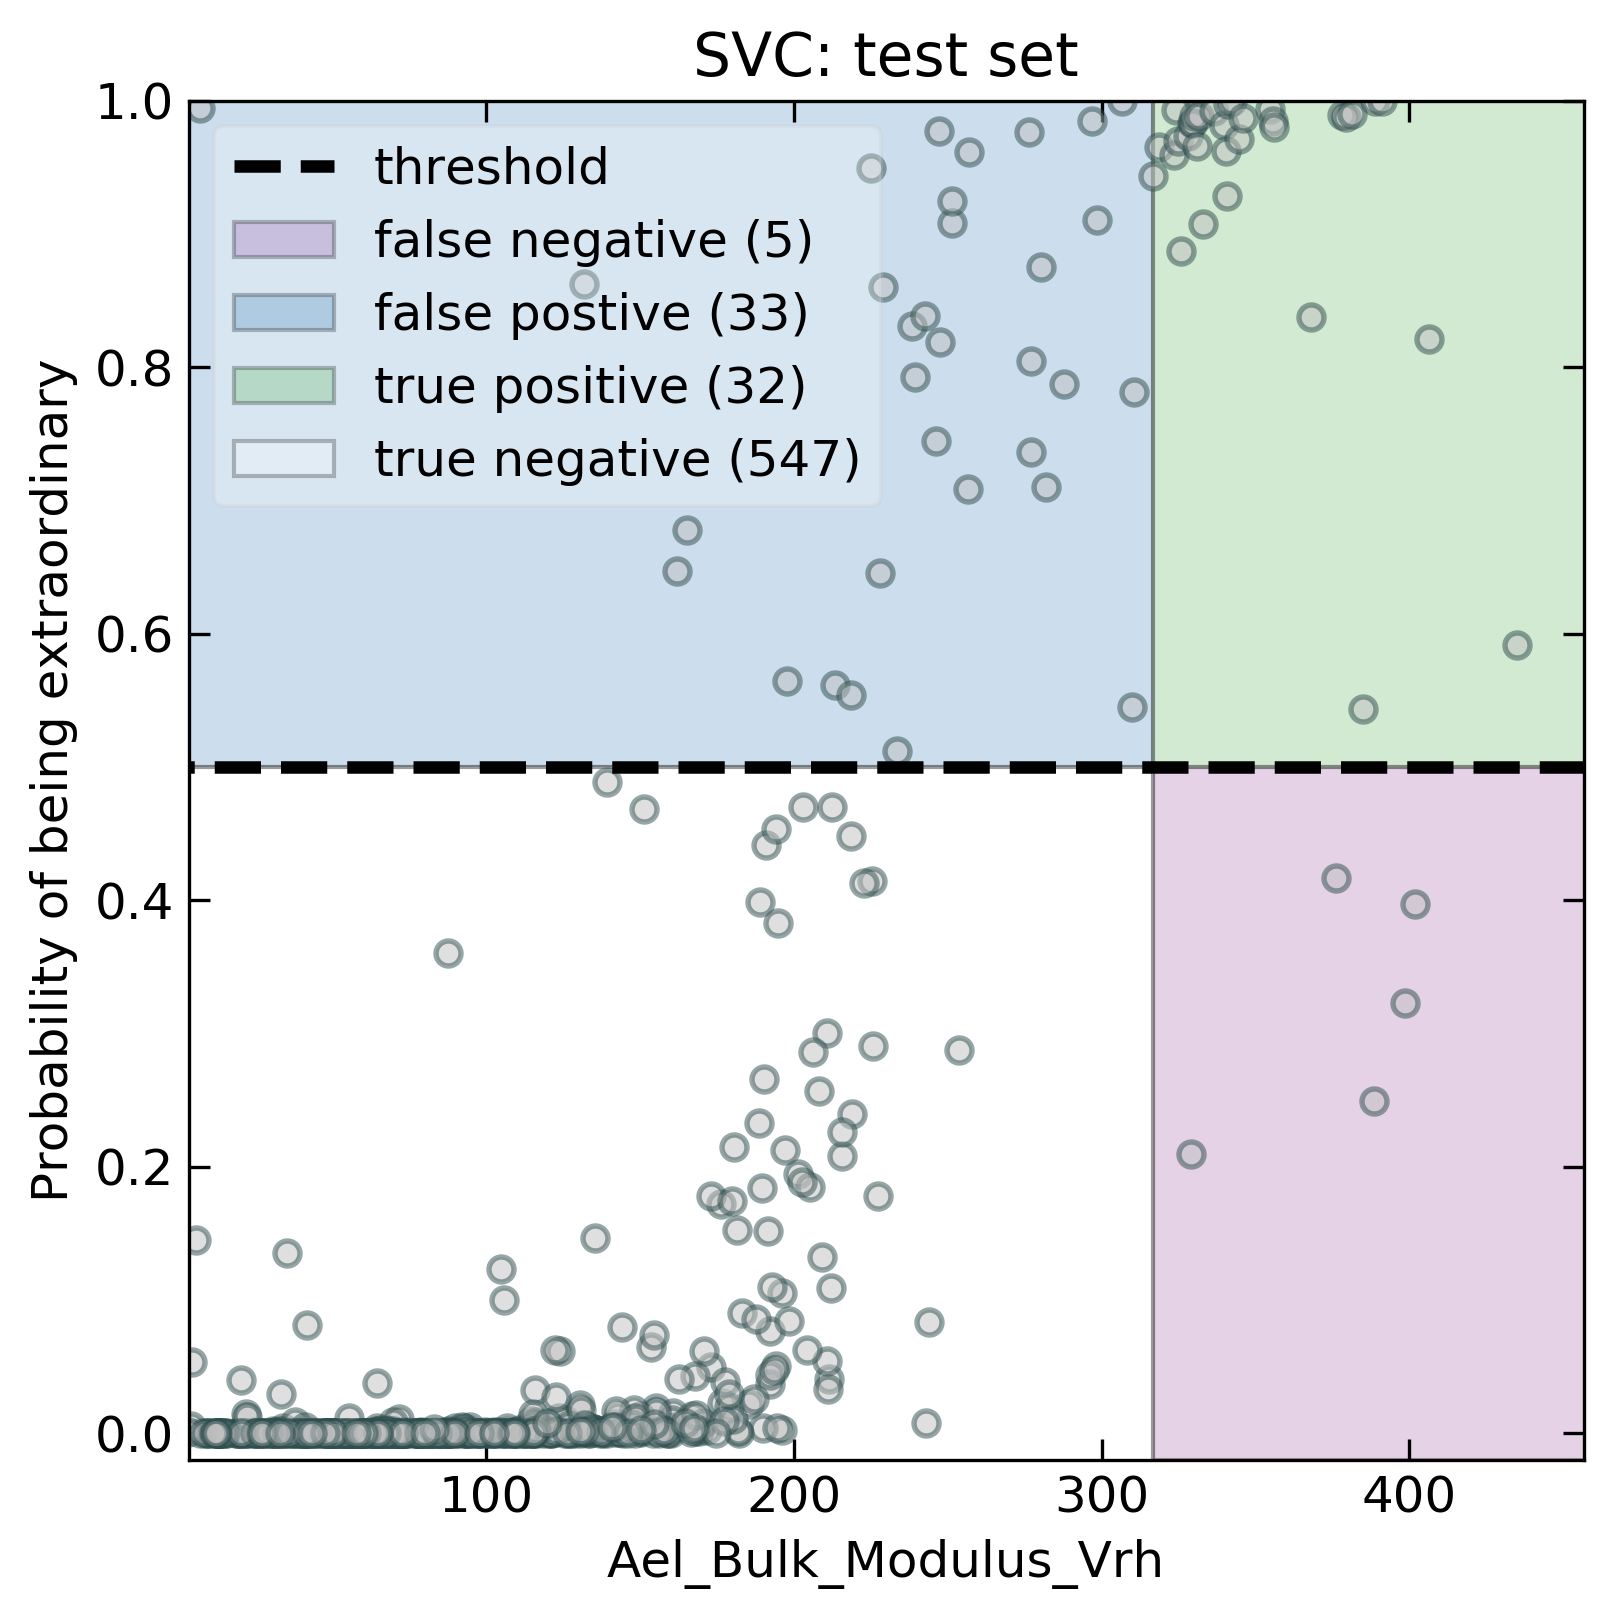 SVC: test set
1.0
0.8
0.6
0.4
0.2
0.0
Probability of being extraordinary
threshold
false negative (5)
false postive (33)
true positive (32)
true negative (547)
100
200
300
400
Ael_Bulk_Modulus_Vrh